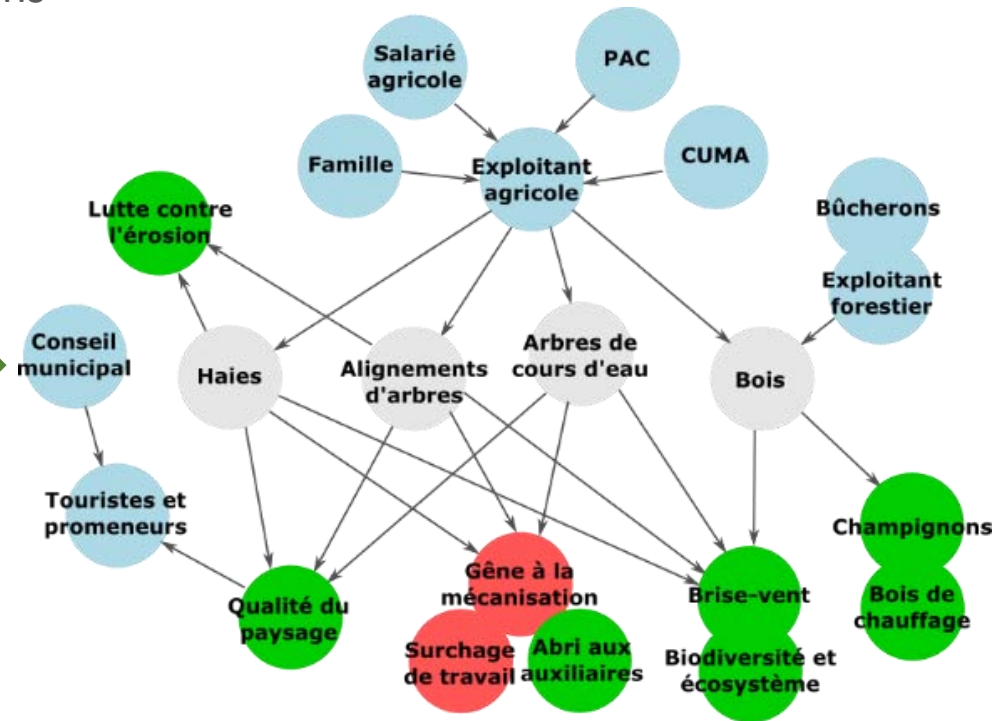 Salarié
agricole
PAC
Famille
Exploitant
agricole
CUMA
Lutte contre
l'érosion
Bûcherons
Exploitant
forestier
Conseil
municipal
Haies
Alignements
d'arbres
Arbres de
cours d'eau
Bois
Touristes et
promeneurs
Champignons
Qualité du
paysage
Gêne à la
mécanisation
Brise-vent
Bois de
chauffage
Surchage
de travail
Abri aux
auxiliaires
Biodiversité et
écosystème